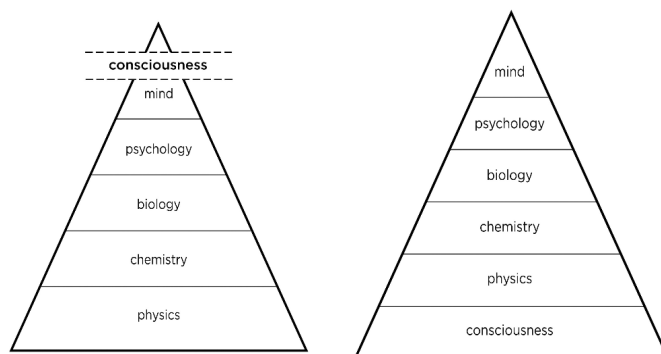 consciousness
mind
psychology
biology
chemistry
physics
mind
psychology
biology
chemistry
physics
consciousness